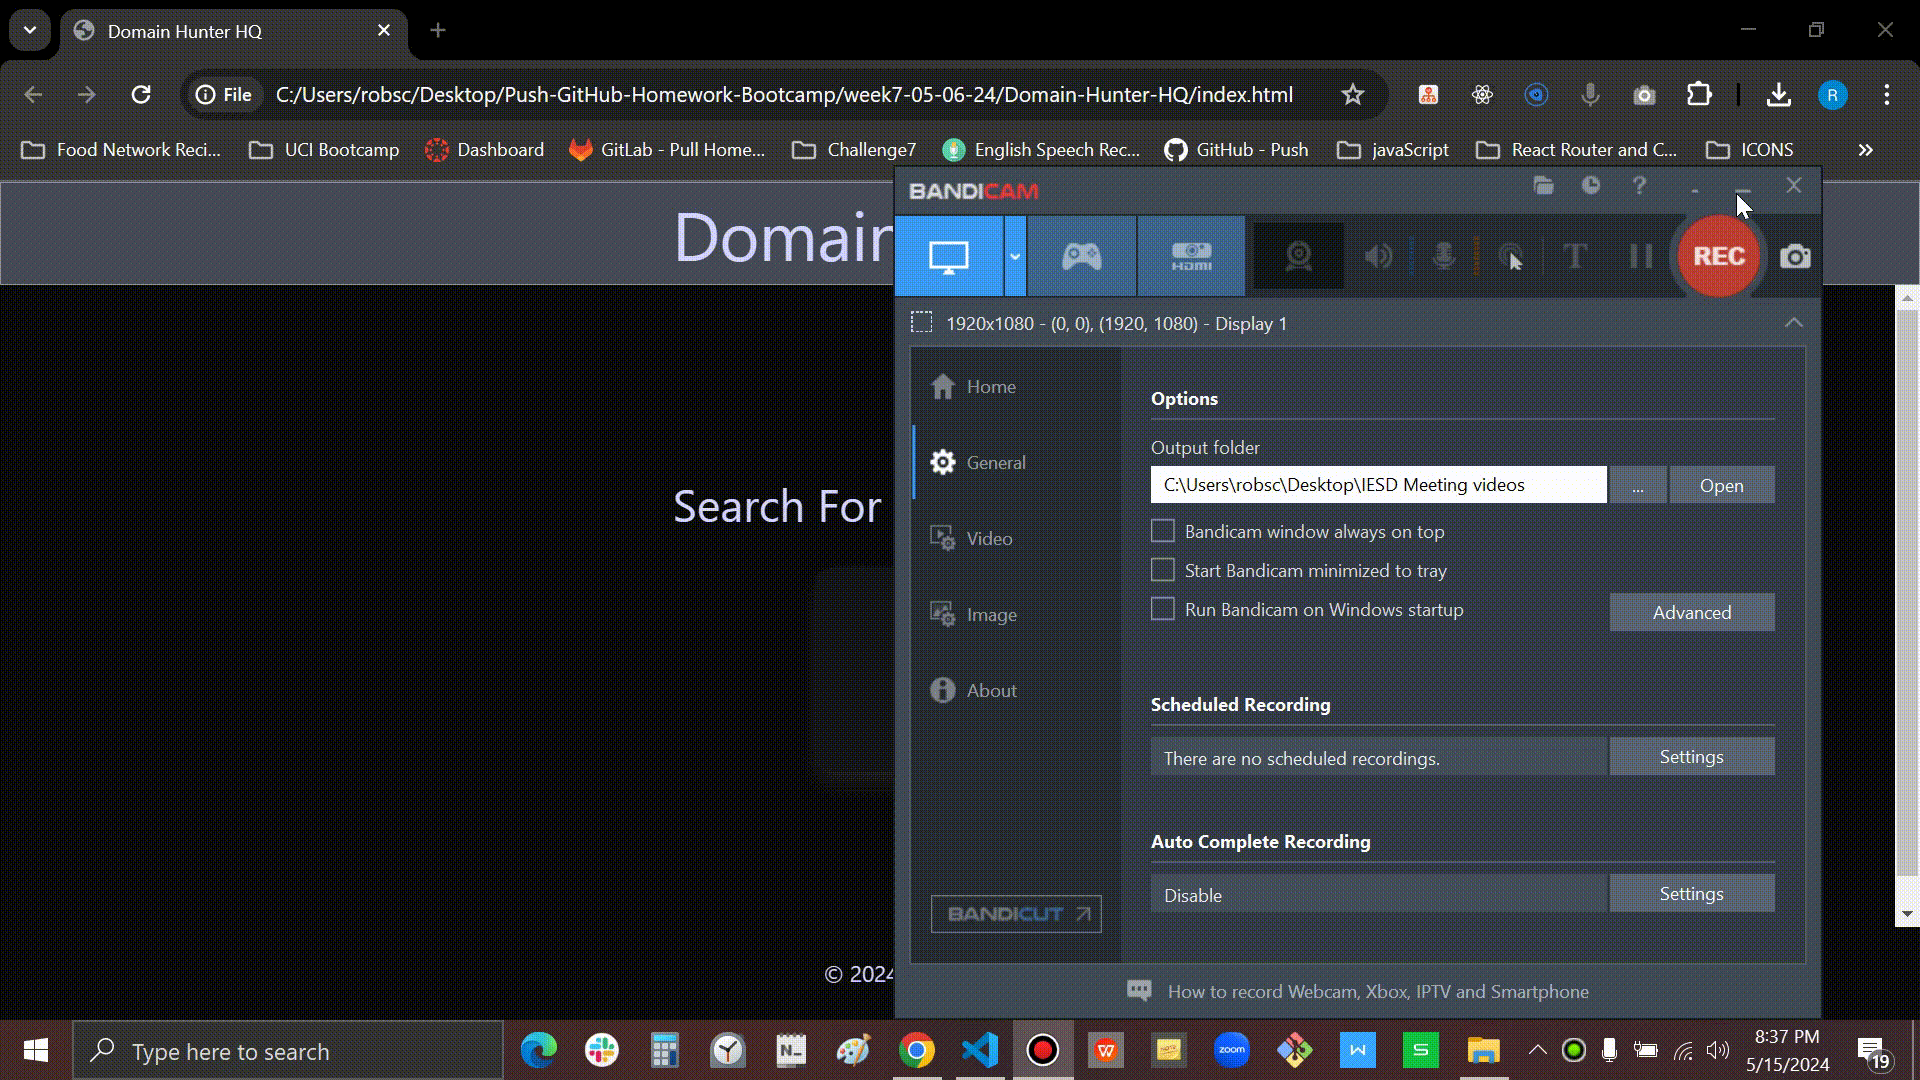 Domain Hunter HQ
File
C:/Users/robsc/Desktop/Push-GitHub-Homework-Bootcamp/week7-05-06-24/Domain-Hunter-HQ/index.html
R
Food Network Reci...
UCI Bootcamp
Dashboard
GitLab - Pull Home...
Challenge7
English Speech Rec...
GitHub - Push
javaScript
React Router and C...
ICONS
Domain
Search For
© 2024
BANDICAM
HDMI
T
REC
1920x1080 - (0, 0), (1920, 1080) - Display 1
Home
General
Video
Image
About
BANDICUT
Options
Output folder
C:\Users\robsc\Desktop\IESD Meeting videos
...
Open
Bandicam window always on top
Start Bandicam minimized to tray
Run Bandicam on Windows startup
Advanced
Scheduled Recording
There are no scheduled recordings.
Settings
Auto Complete Recording
Disable
Settings
How to record Webcam, Xbox, IPTV and Smartphone
Type here to search
N
zoom
W
S
8:37 PM
5/15/2024
19